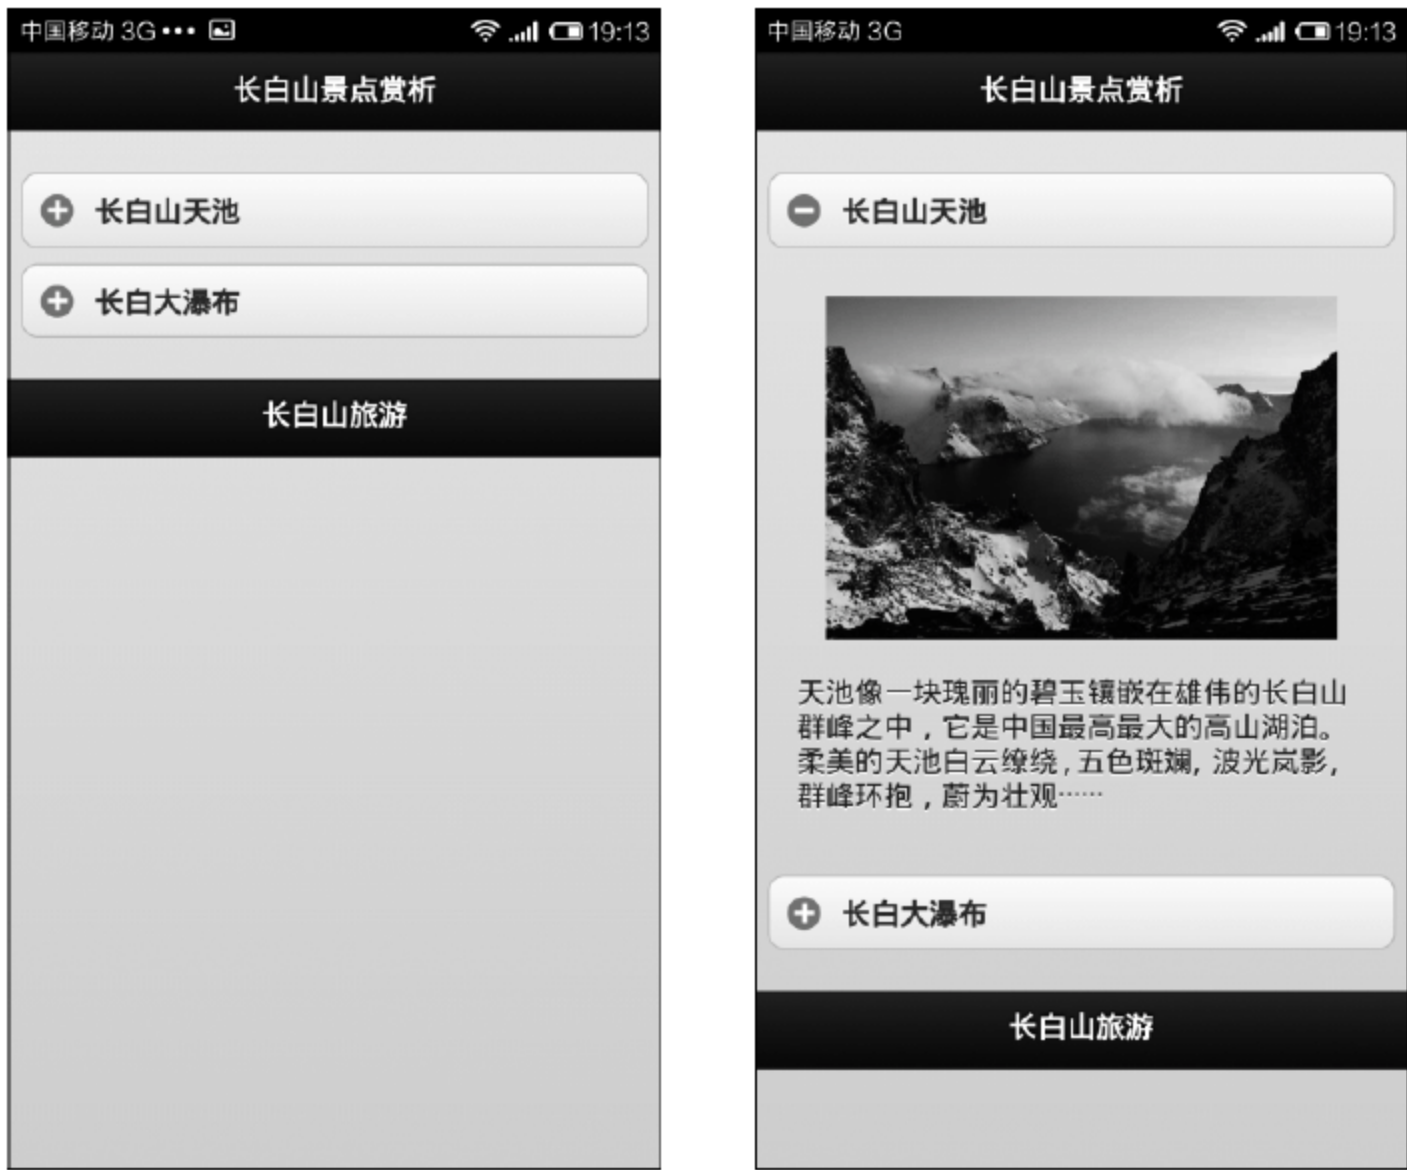 中国移动 3G ••• 19:13
长白山景点赏析
长白山天池
长白大瀑布
长白山旅游
中国移动 3G 19:13
长白山景点赏析
长白山天池
天池像一块瑰丽的碧玉镶嵌在雄伟的长白山
群峰之中，它是中国最高最大的高山湖泊。
柔美的天池白云缭绕,五色斑斓,波光岚影,
群峰环抱，蔚为壮观……
长白大瀑布
长白山旅游